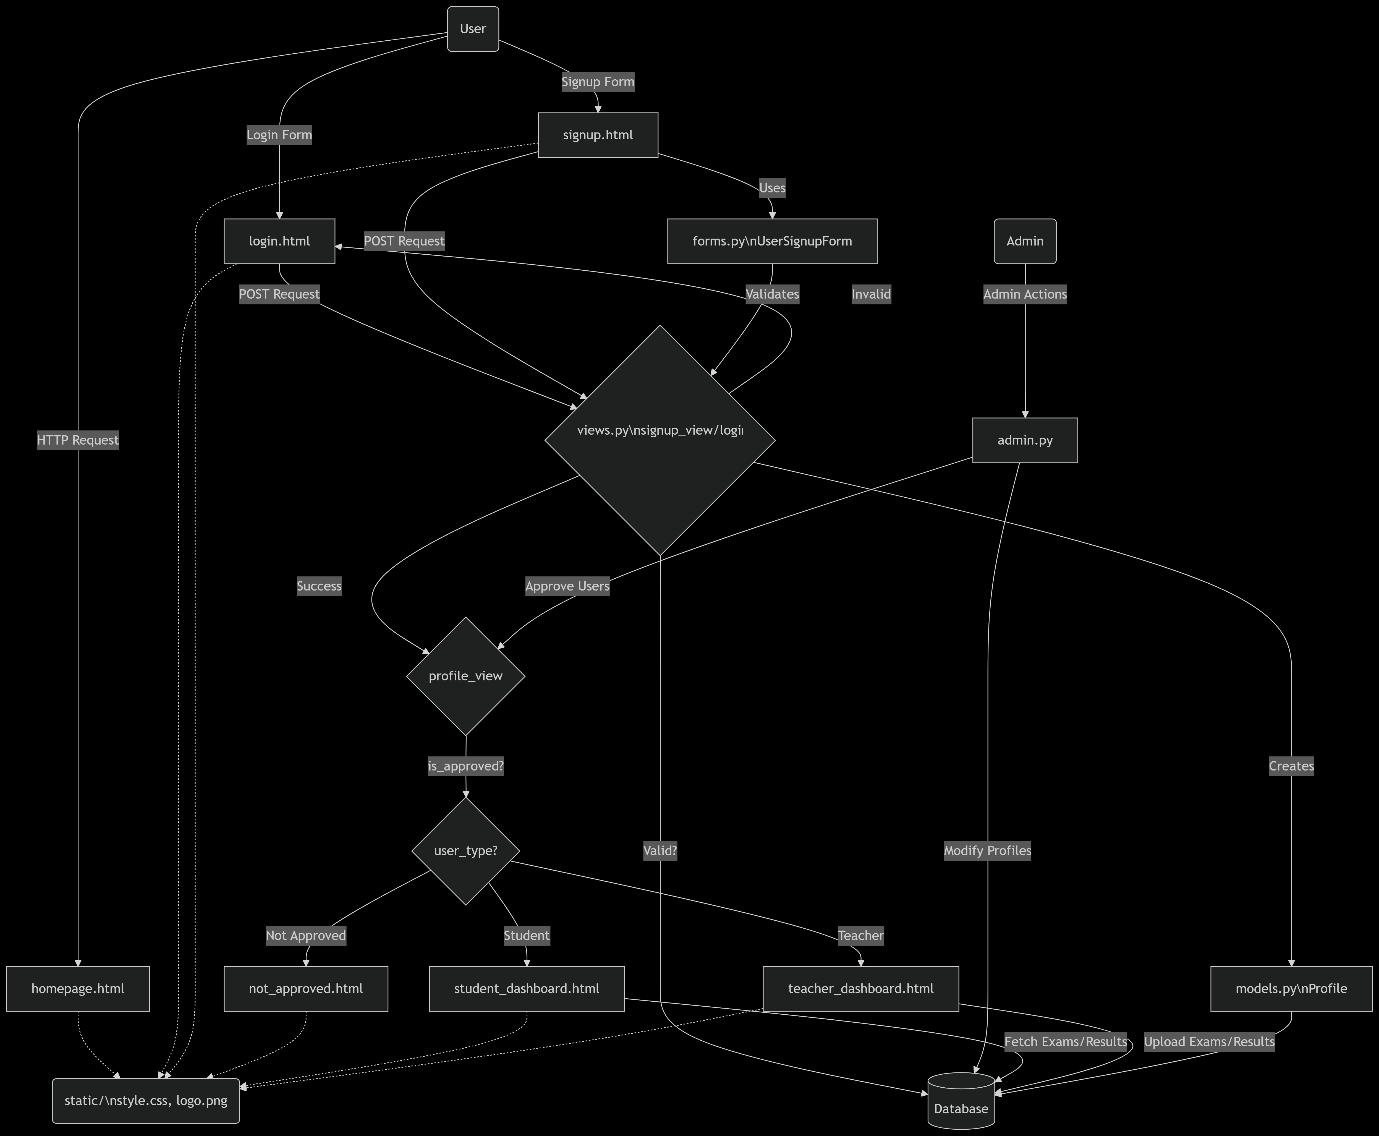 User
Signup Form
Login Form
signup.html
Uses
login.html
POST Request
forms.py\nUserSignupForm
Admin
POST Request
Validates
Invalid
Admin Actions
views.py\nsignup_view/login
HTTP Request
admin.py
Success
Approve Users
profile_view
is_approved?
Creates
user_type?
Valid?
Modify Profiles
Not Approved
Student
Teacher
homepage.html
not_approved.html
student_dashboard.html
teacher_dashboard.html
models.py\nProfile
Fetch Exams/Results
Upload Exams/Results
static/\nstyle.css, logo.png
Database